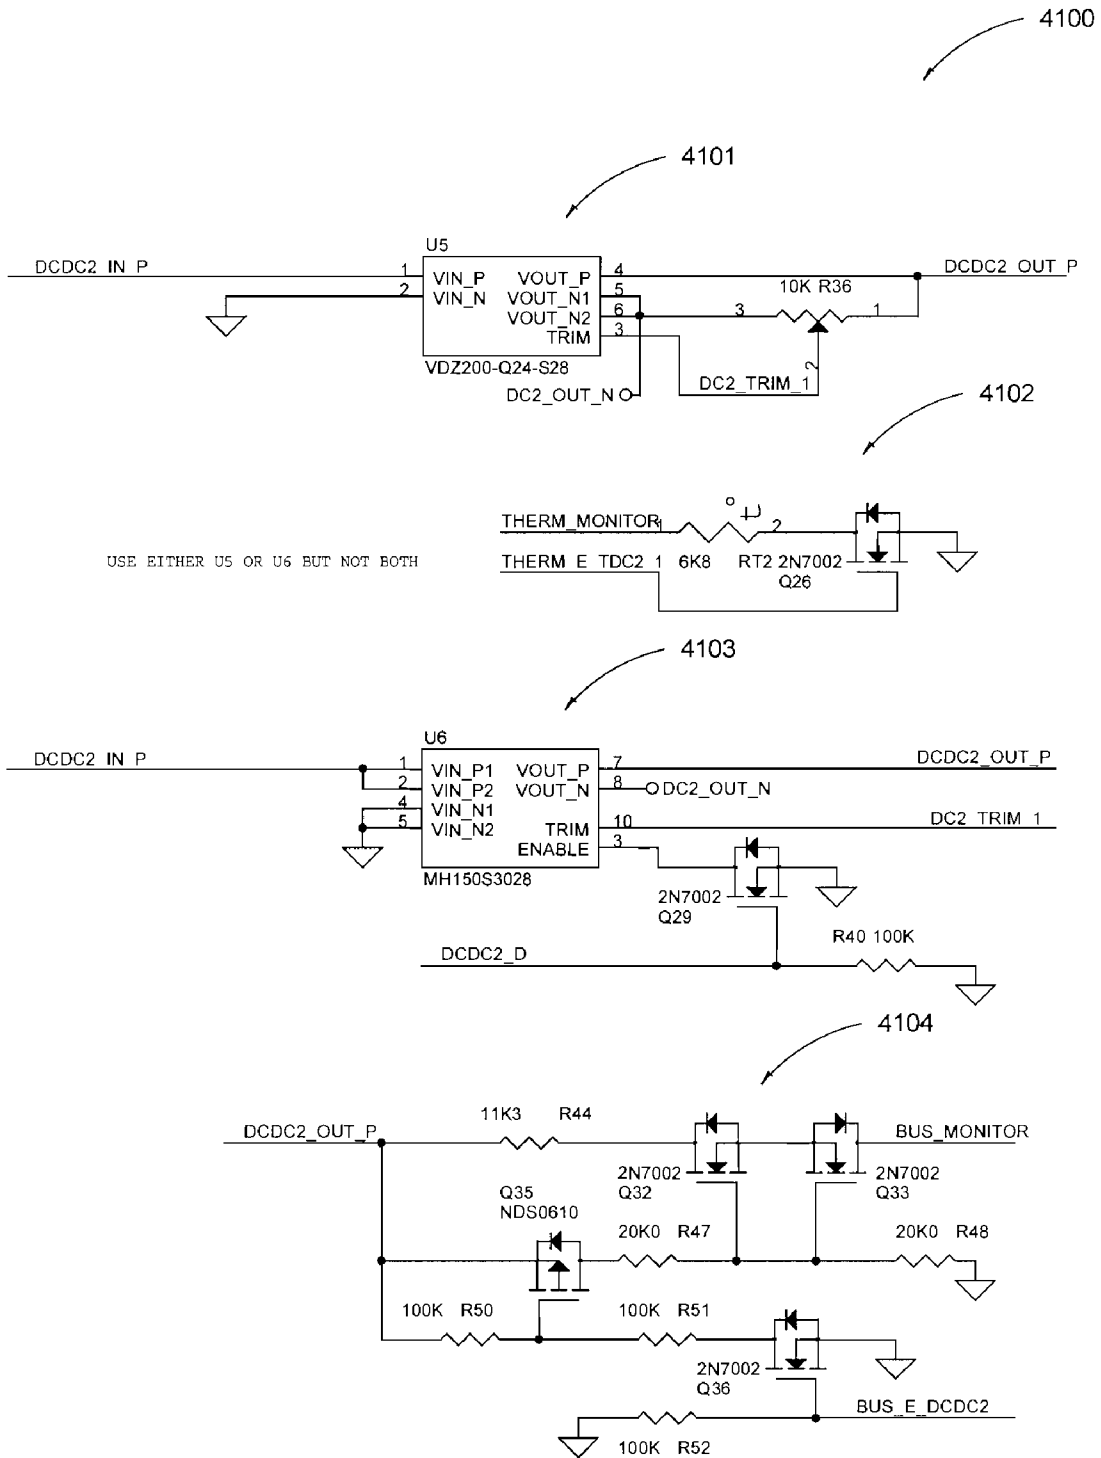 4100
4101
U5
DCDC2_IN_P
1 VIN_P VOUT_P 4
DCDC2_OUT_P
2 VIN_N VOUT_N1 5
10K R36
VOUT_N2 6
3 1
TRIM 3
VDZ200-Q24-S28
2
DC2_OUT_N
DC2_TRIM_1
4102
THERM_MONITOR 1 2
USE EITHER U5 OR U6 BUT NOT BOTH
THERM_E_TDC2 1 6K8 RT2 2N7002
Q26
4103
U6
DCDC2_IN_P
1 VIN_P1 VOUT_P 7
DCDC2_OUT_P
2 VIN_P2 VOUT_N 8 DC2_OUT_N
4 VIN_N1
5 VIN_N2 TRIM 10
DC2_TRIM_1
ENABLE 3
MH150S3028
2N7002
Q29
DCDC2_D
R40 100K
4104
DCDC2_OUT_P
11K3 R44
BUS_MONITOR
2N7002
Q32
2N7002
Q33
Q35
NDS0610
20K0 R47
20K0 R48
100K R50
100K R51
2N7002
Q36
BUS_E_DCDC2
100K R52